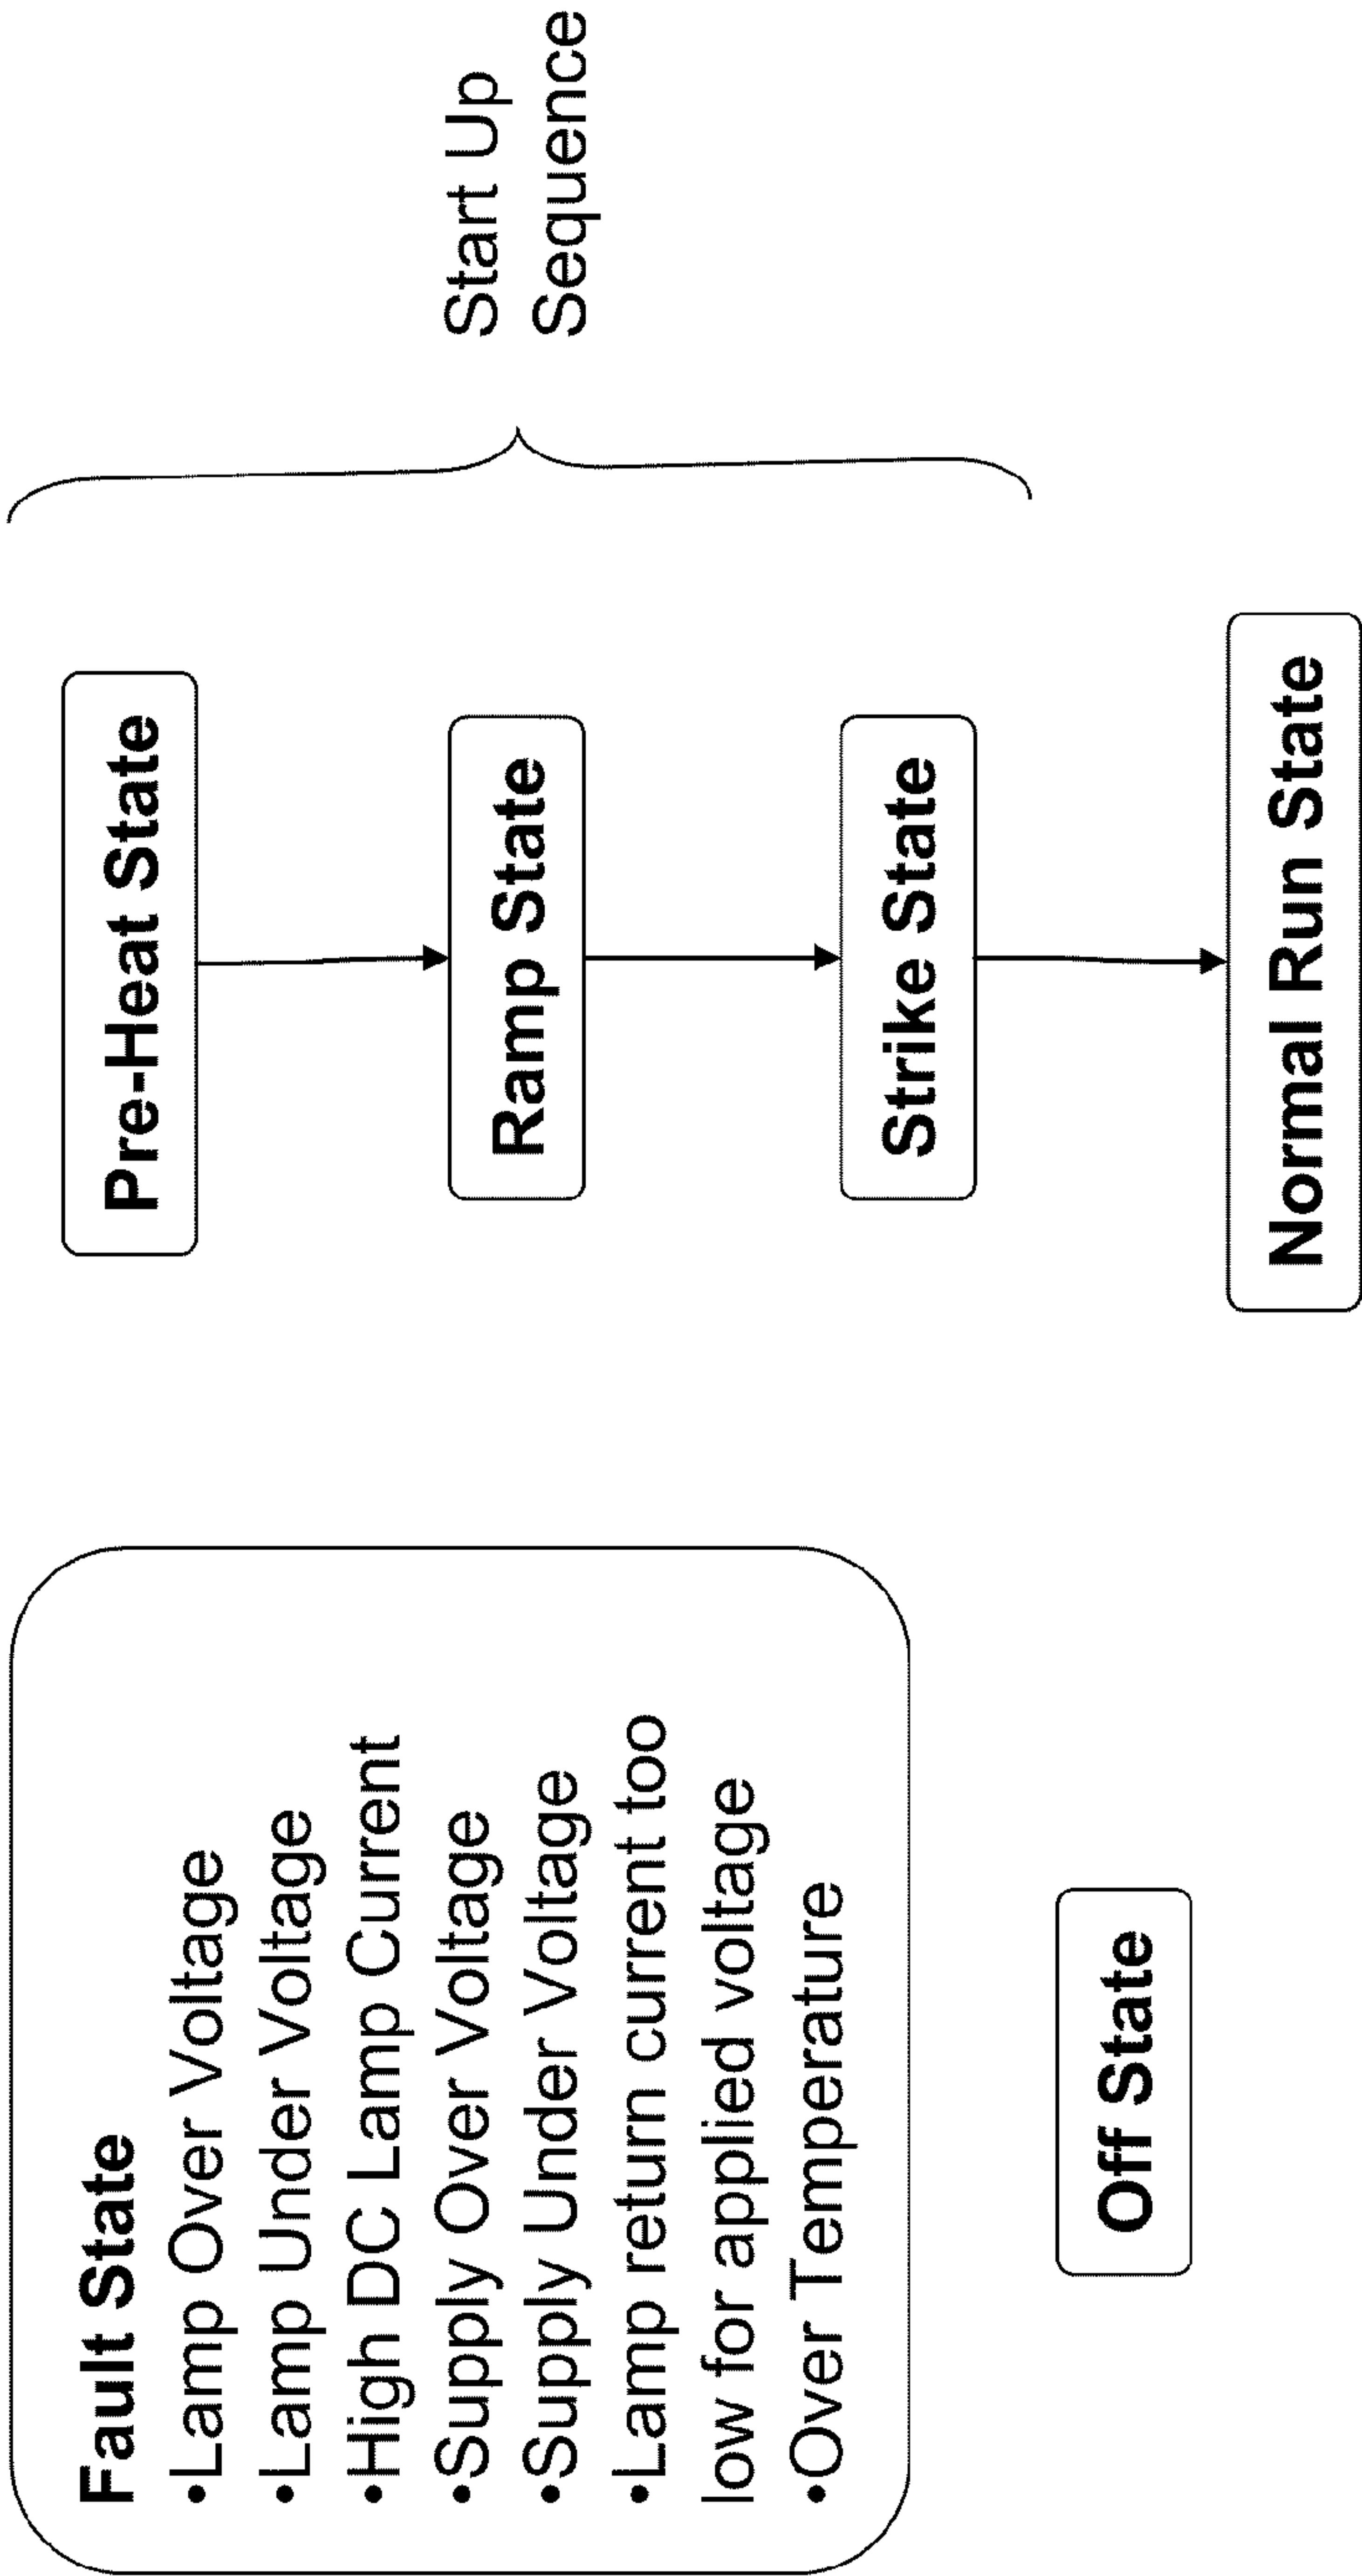 Fault State
•Lamp Over Voltage
•Lamp Under Voltage
•High DC Lamp Current
•Supply Over Voltage
•Supply Under Voltage
•Lamp return current too
low for applied voltage
•Over Temperature
Off State
Pre-Heat State
Ramp State
Strike State
Normal Run State
Start Up
Sequence